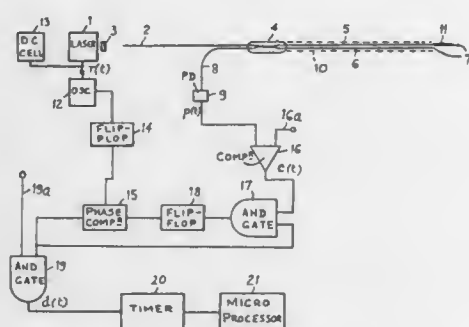 13
1
3
2
4
5
11
D C
CELL
LASER
r(t)
8
10
6
7
12
OSC
PD
9
p(t)
14
FLIP-
FLOP
16a
16
COMPR
c(t)
19a
15
18
17
PHASE
COMPR
FLIP-
FLOP
AND
GATE
AND
GATE
19
d(t)
20
21
TIMER
MICRO
PROCESSOR